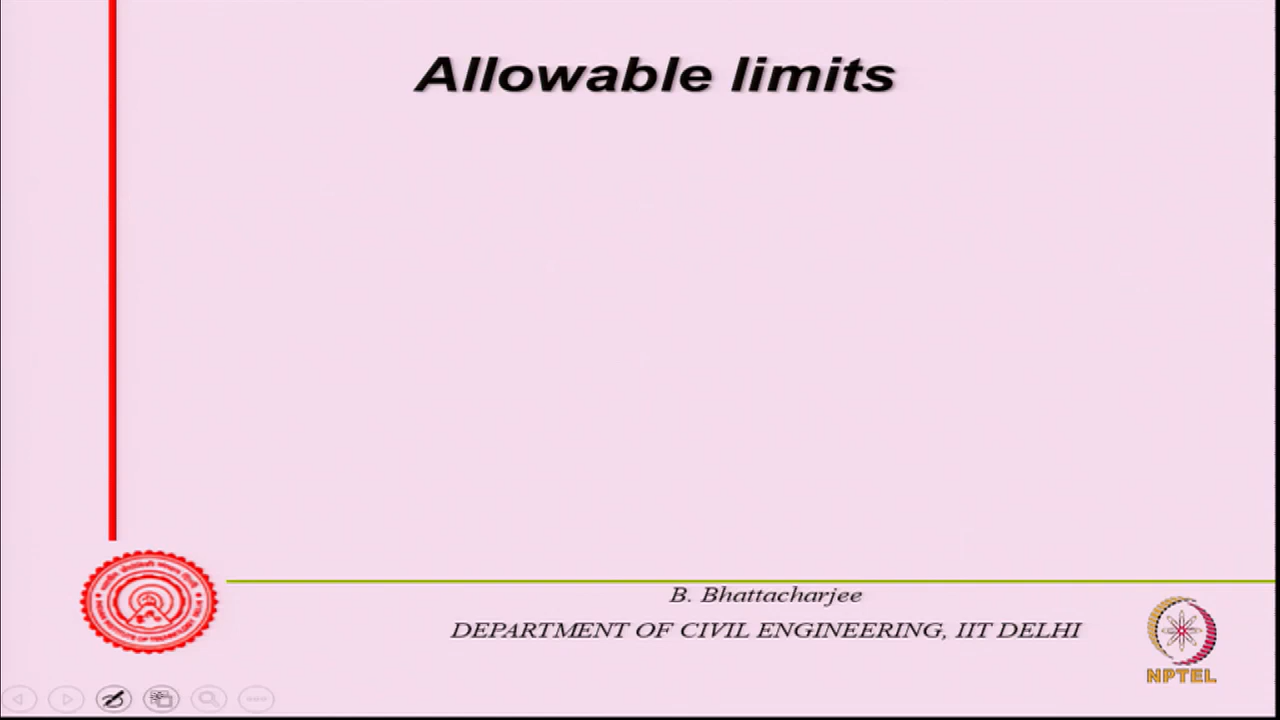 Allowable limits
B. Bhattacharjee
DEPARTMENT OF CIVIL ENGINEERING, IIT DELHI
NPTEL